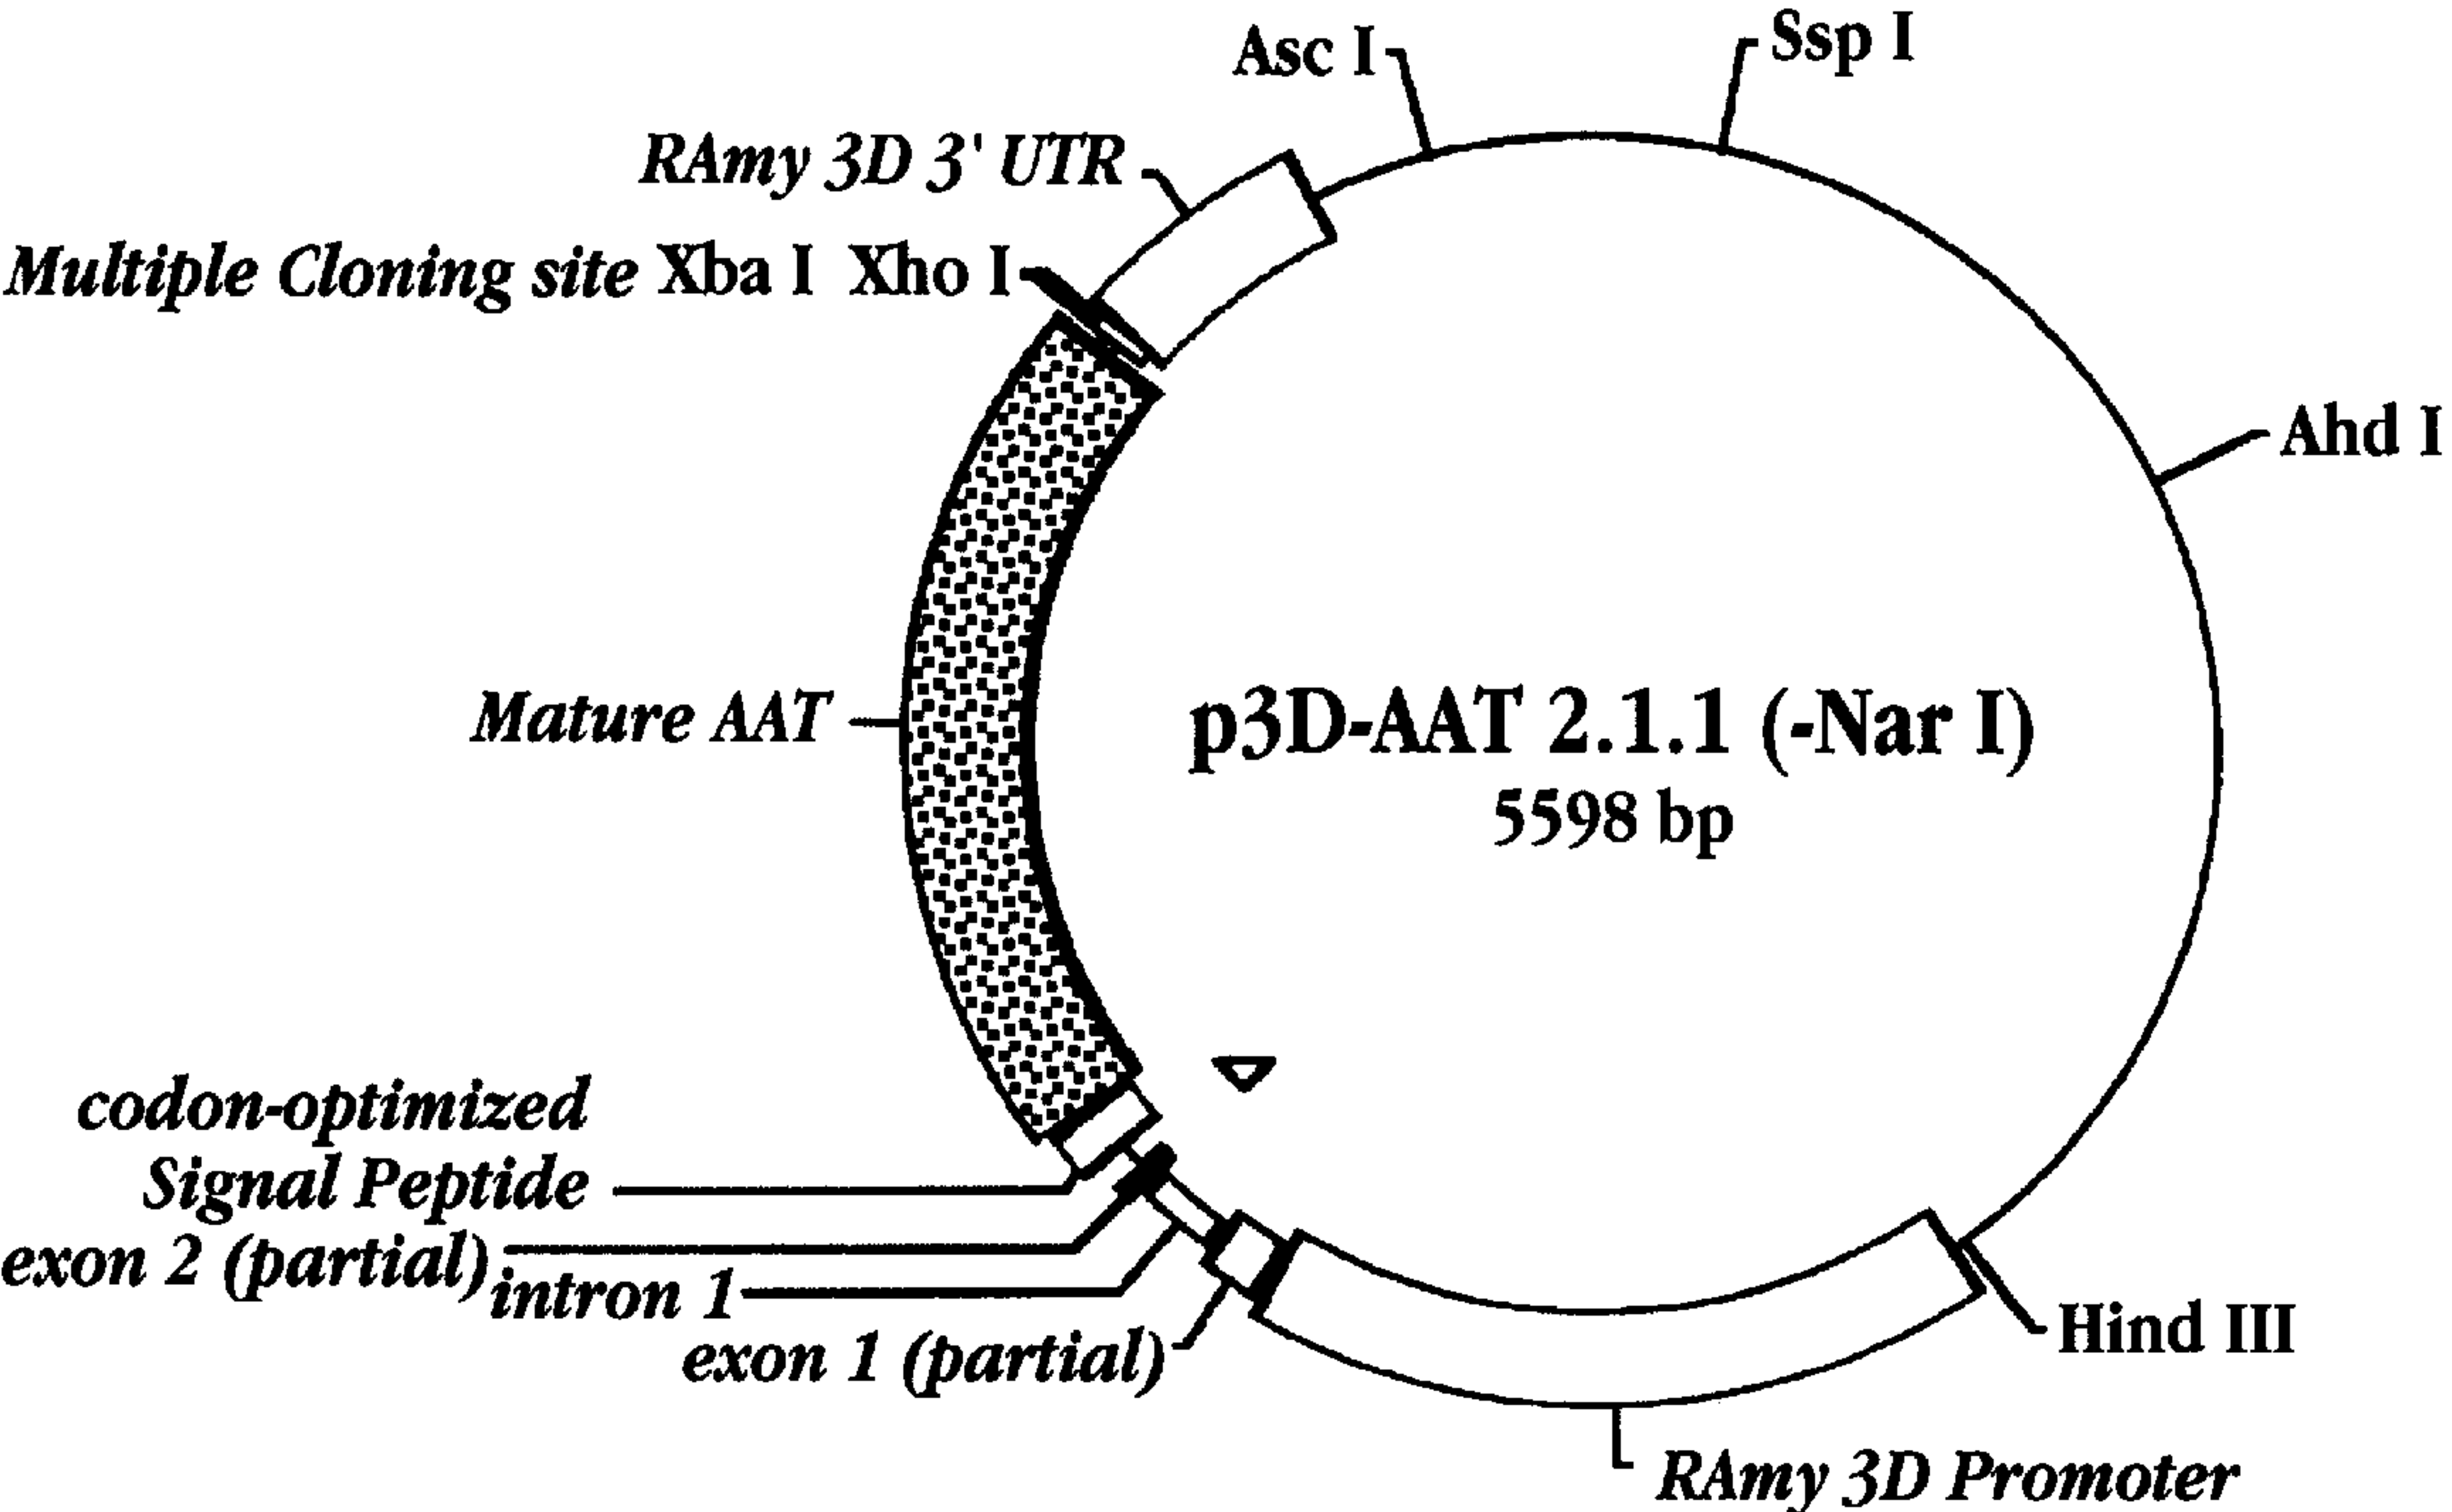 Asc I
Ssp I
RAmy 3D 3' UTR
Multiple Cloning site Xba I Xho I
Ahd I
Mature AAT
p3D-AAT 2.1.1 (-Nar I)
5598 bp
codon-optimized
Signal Peptide
exon 2 (partial)
intron 1
exon 1 (partial)
Hind III
RAmy 3D Promoter